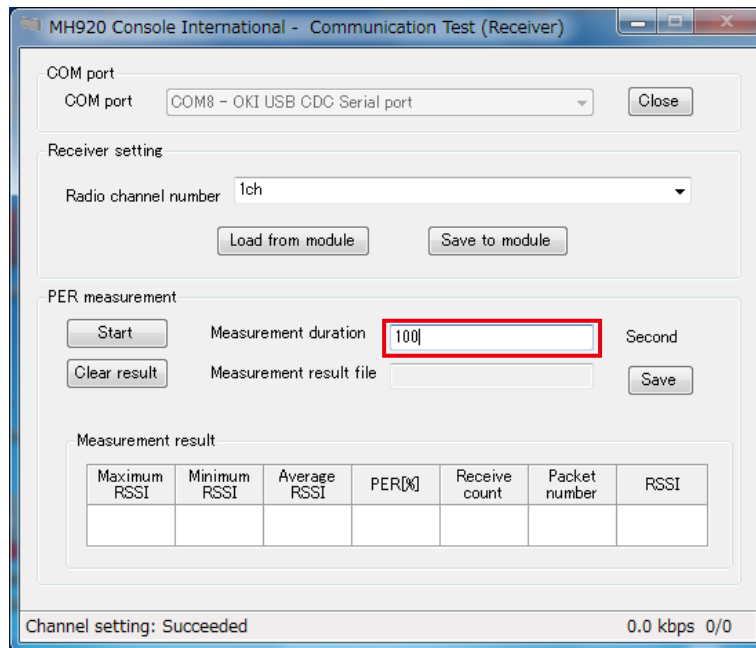 MH920 Console International - Communication Test (Receiver)
COM port
COM port COM8 - OKI USB CDC Serial port Close
Receiver setting
Radio channel number 1ch
Load from module Save to module
PER measurement
Start Measurement duration 100 Second
Clear result Measurement result file Save
Measurement result
Maximum RSSI Minimum RSSI Average RSSI PER[%] Receive count Packet number RSSI
Channel setting: Succeeded 0.0 kbps 0/0